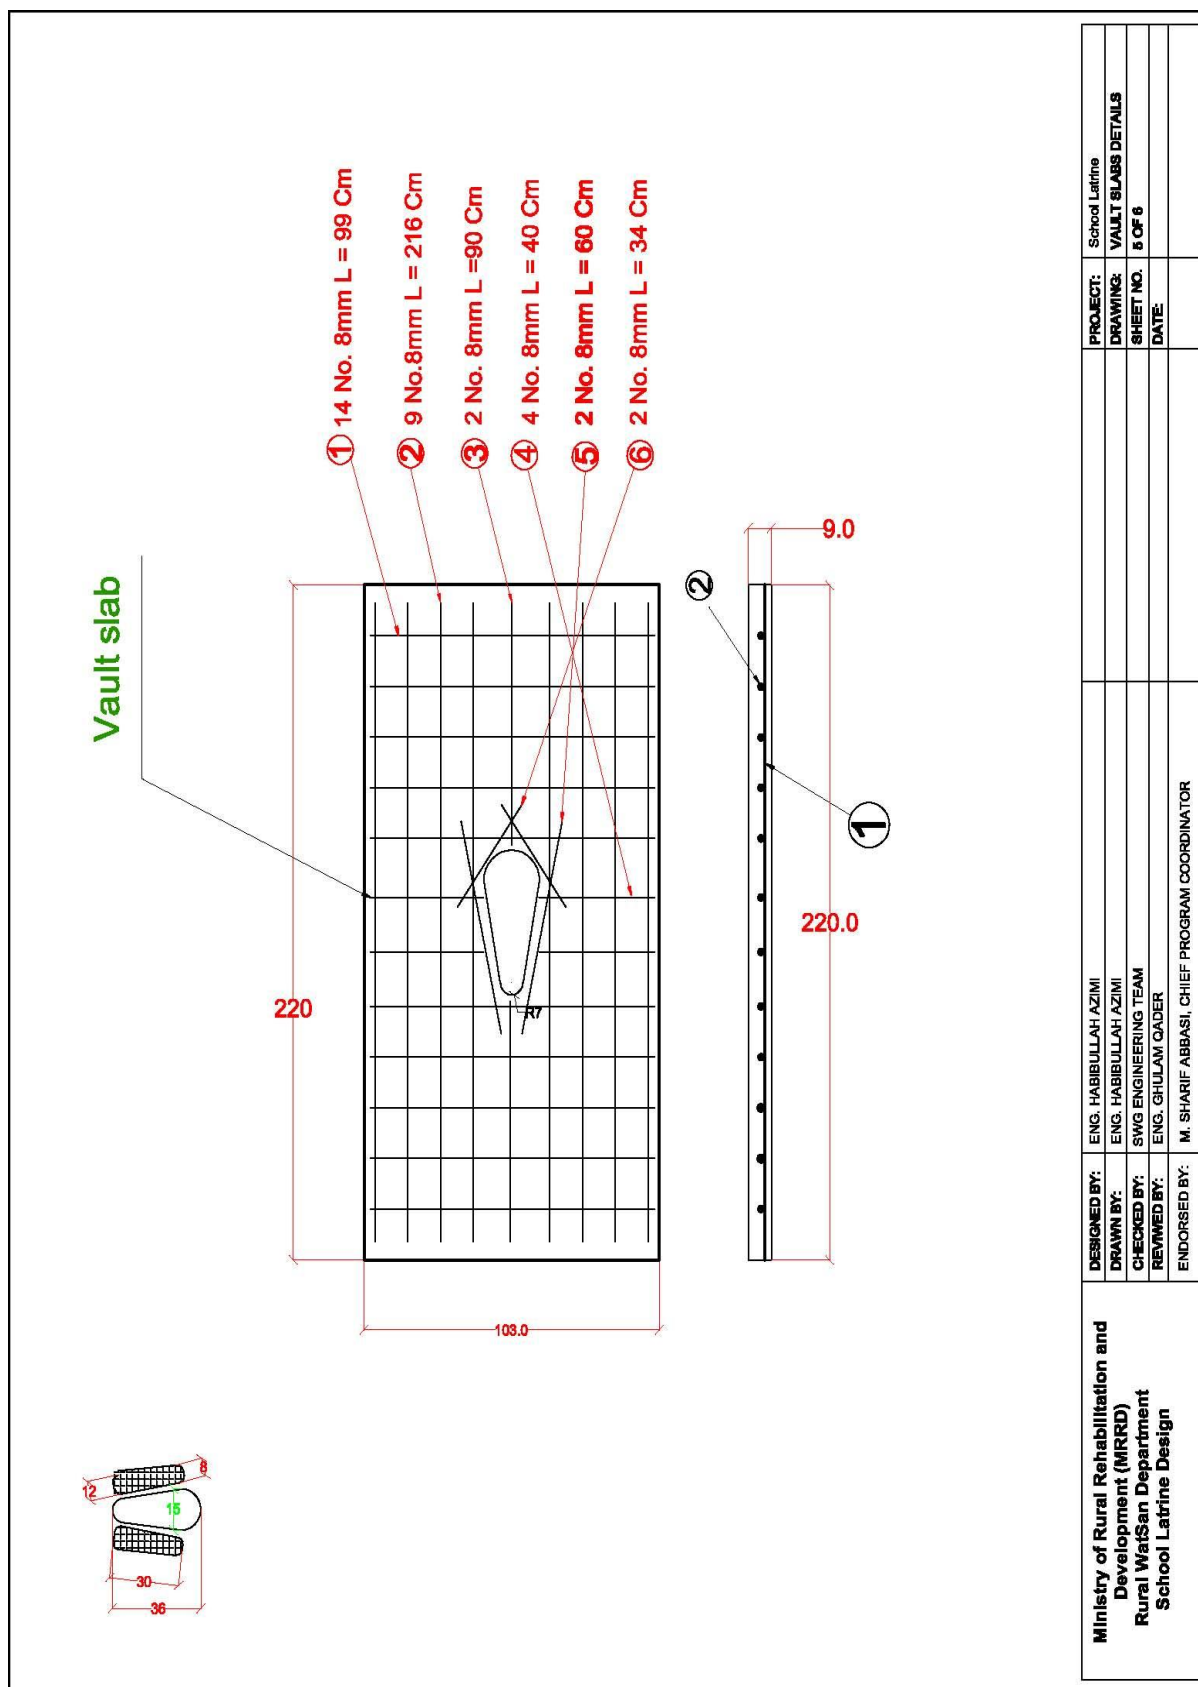 Vault slab
① 14 No. 8mm L = 99 Cm
② 9 No.8mm L = 216 Cm
③ 2 No. 8mm L =90 Cm
④ 4 No. 8mm L = 40 Cm
⑤ 2 No. 8mm L = 60 Cm
⑥ 2 No. 8mm L = 34 Cm
220
103.0
R7
9.0
220.0
②
①
12
8
15
30
36
Ministry of Rural Rehabilitation and
Development (MRRD)
Rural WatSan Department
School Latrine Design
DESIGNED BY: ENG. HABIBULLAH AZIMI
DRAWN BY: ENG. HABIBULLAH AZIMI
CHECKED BY: SWG ENGINEERING TEAM
REVIWED BY: ENG. GHULAM QADER
ENDORSED BY: M. SHARIF ABBASI, CHIEF PROGRAM COORDINATOR
PROJECT: School Latrine
DRAWING: VAULT SLABS DETAILS
SHEET NO. 5 OF 6
DATE: